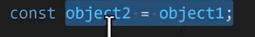 const object2 = object1;